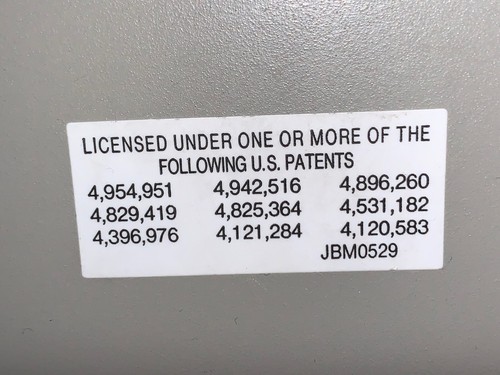 LICENSED UNDER ONE OR MORE OF THE
FOLLOWING U.S. PATENTS
4,954,951 4,942,516 4,896,260
4,829,419 4,825,364 4,531,182
4,396,976 4,121,284 4,120,583
JBM0529